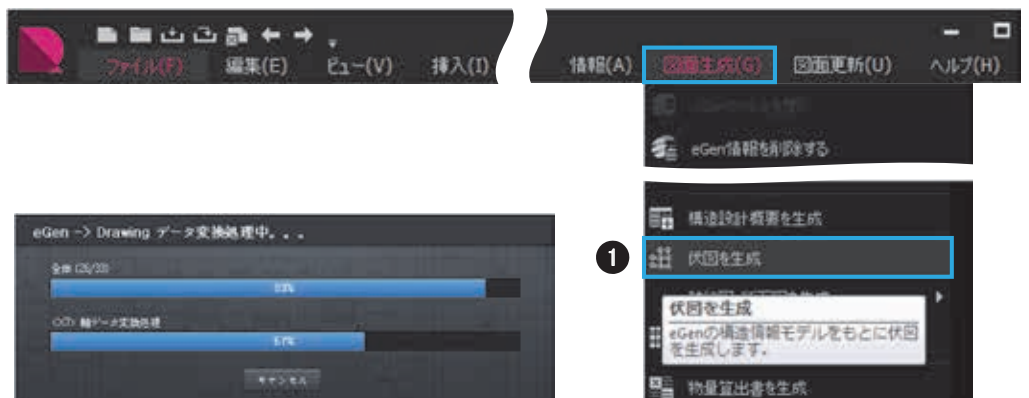 ファイル(F) 編集(E) ビュー(V) 挿入(I) 情報(A) 図面生成(G) 図面更新(U) ヘルプ(H)
eGen情報を削除する
構造設計概要を生成
❶ 伏図を生成
伏図を生成
eGenの構造情報モデルをもとに伏図
を生成します.
物量算出書を生成
eGen -> Drawing データ変換処理中. . .
全体 (26/33)
キャンセル